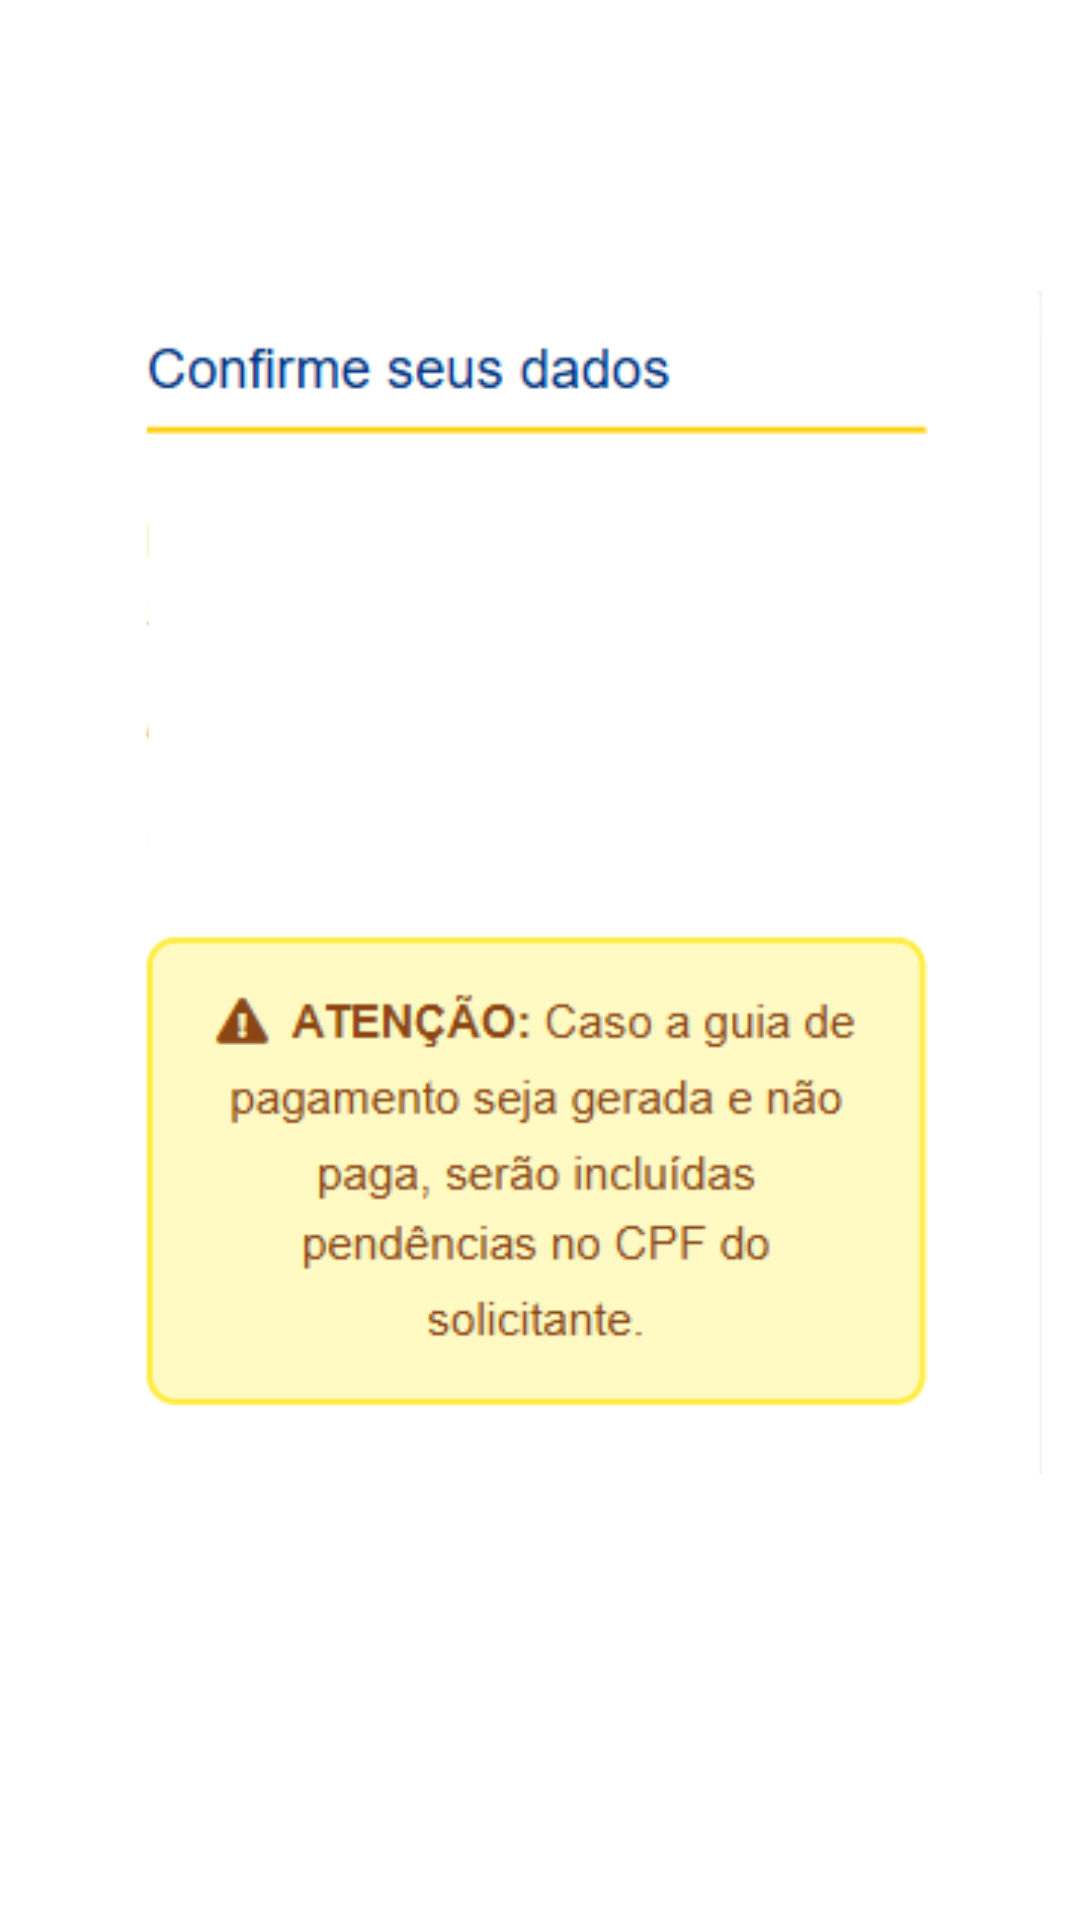 Confirme seus dados
ATENÇÃO: Caso a guia de
pagamento seja gerada e não
paga, serão incluídas
pendências no CPF do
solicitante.